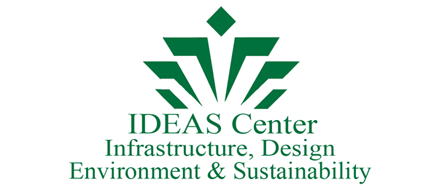 IDEAS Center
Infrastructure, Design
Environment & Sustainability